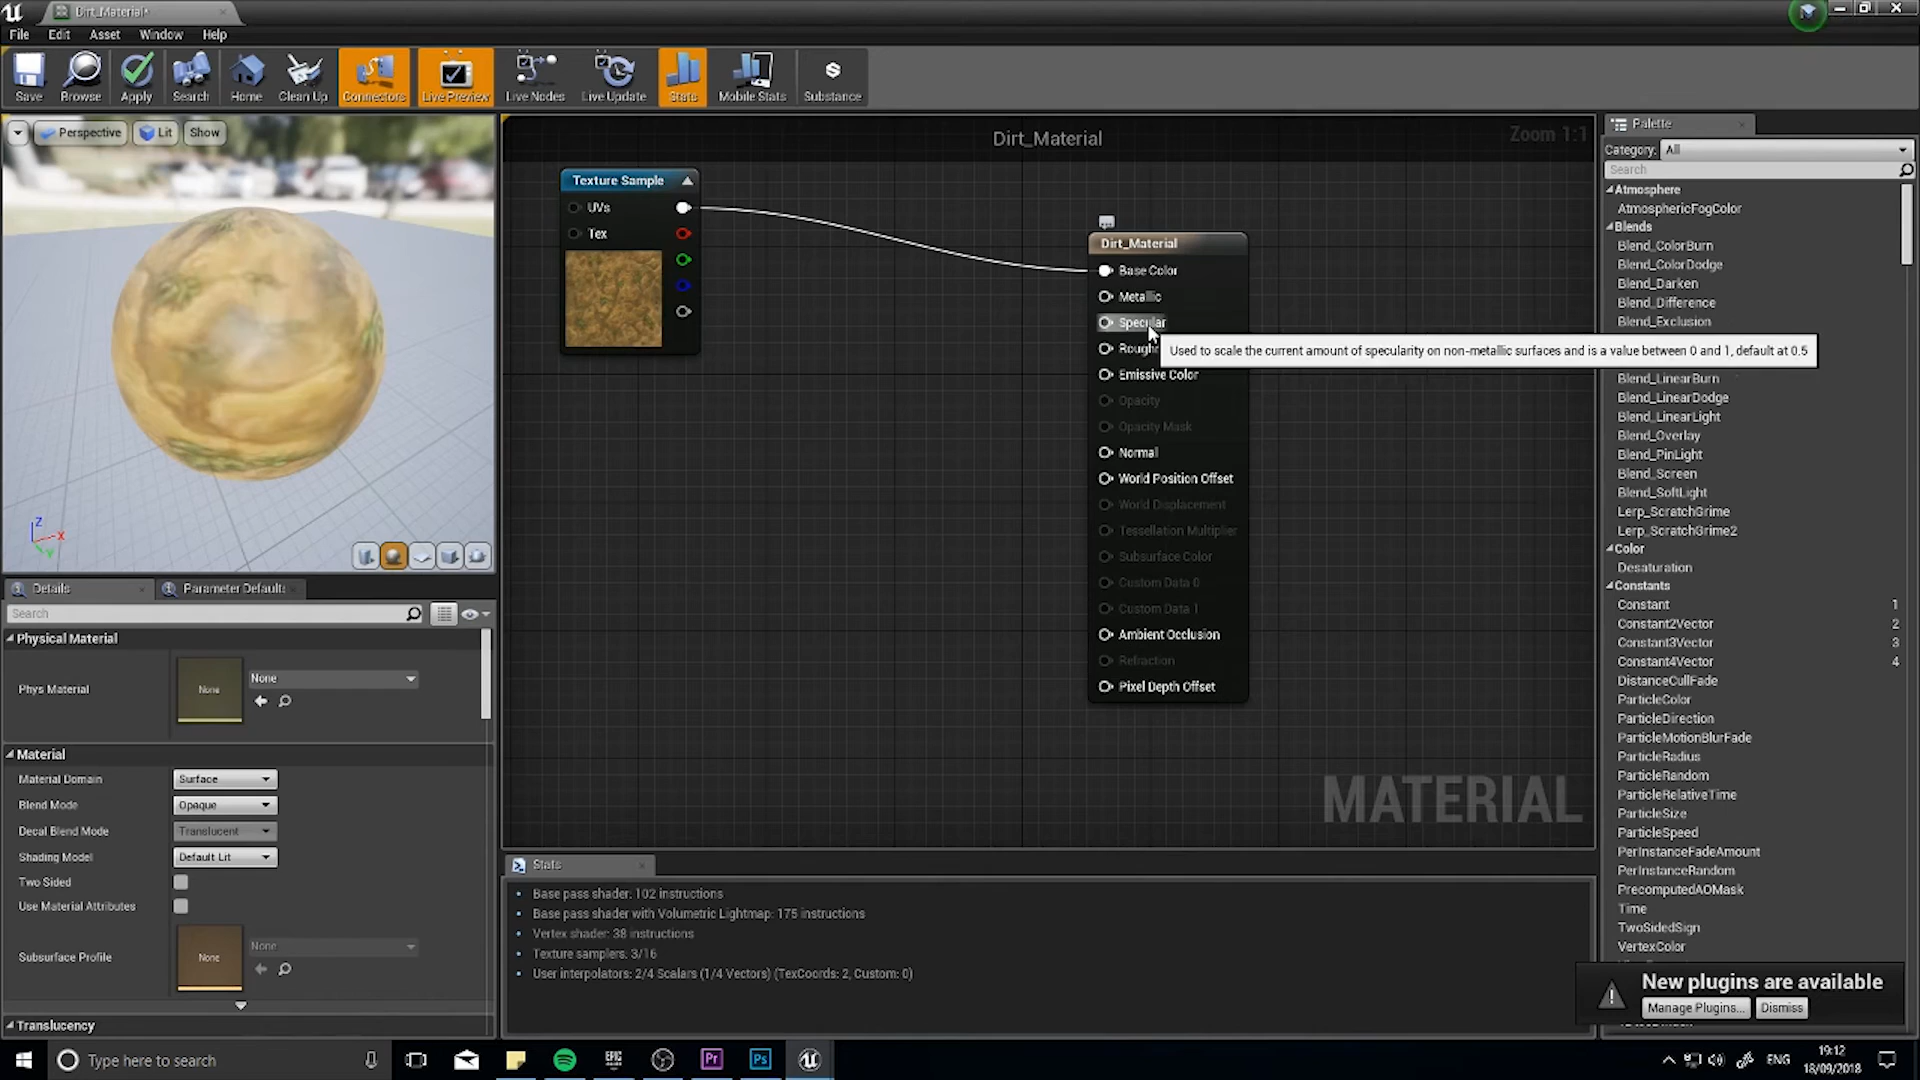 Dirt_Material*
File Edit Asset Window Help
Save Browse Apply Search Home Clean Up Connectors Live Preview Live Nodes Live Update Stats Mobile Stats Substance
Perspective Lit Show
Dirt_Material
Zoom 1:1
Texture Sample
UVs
Tex
Dirt_Material
Base Color
Metallic
Specular
Rough
Used to scale the current amount of specularity on non-metallic surfaces and is a value between 0 and 1, default at 0.5
Emissive Color
Opacity
Opacity Mask
Normal
World Position Offset
World Displacement
Tessellation Multiplier
Subsurface Color
Custom Data 0
Custom Data 1
Ambient Occlusion
Refraction
Pixel Depth Offset
MATERIAL
Palette
Category: All
Search
Atmosphere
AtmosphericFogColor
Blends
Blend_ColorBurn
Blend_ColorDodge
Blend_Darken
Blend_Difference
Blend_Exclusion
Blend_LinearBurn
Blend_LinearDodge
Blend_LinearLight
Blend_Overlay
Blend_PinLight
Blend_Screen
Blend_SoftLight
Lerp_ScratchGrime
Lerp_ScratchGrime2
Color
Desaturation
Constants
Constant 1
Constant2Vector 2
Constant3Vector 3
Constant4Vector 4
DistanceCullFade
ParticleColor
ParticleDirection
ParticleMotionBlurFade
ParticleRadius
ParticleRandom
ParticleRelativeTime
ParticleSize
ParticleSpeed
PerInstanceFadeAmount
PerInstanceRandom
PrecomputedAOMask
Time
TwoSidedSign
VertexColor
Z X Y
Details
Parameter Default
Search
Physical Material
Phys Material
None
None
Material
Material Domain Surface
Blend Mode Opaque
Decal Blend Mode Translucent
Shading Model Default Lit
Two Sided
Use Material Attributes
Subsurface Profile
None
None
Translucency
Stats
Base pass shader: 102 instructions
Base pass shader with Volumetric Lightmap: 175 instructions
Vertex shader: 38 instructions
Texture samplers: 3/16
User interpolators: 2/4 Scalars (1/4 Vectors) (TexCoords: 2, Custom: 0)
New plugins are available
Manage Plugins... Dismiss
Type here to search
EPIC
Pr
Ps
ENG
19:12
18/09/2018